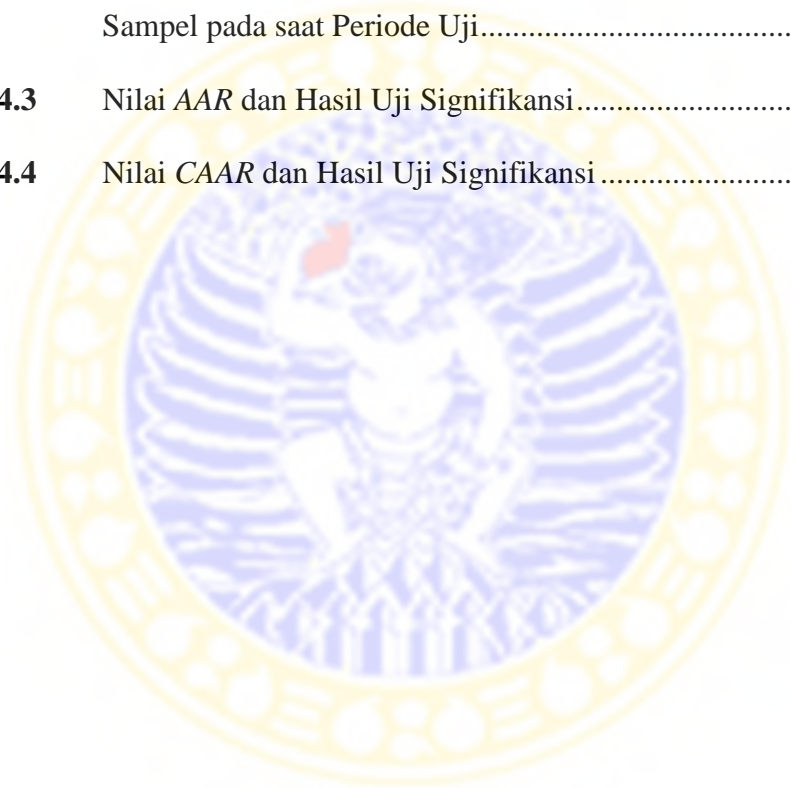 Sampel pada saat Periode Uji.......................................
4.3 Nilai AAR dan Hasil Uji Signifikansi...........................
4.4 Nilai CAAR dan Hasil Uji Signifikansi........................